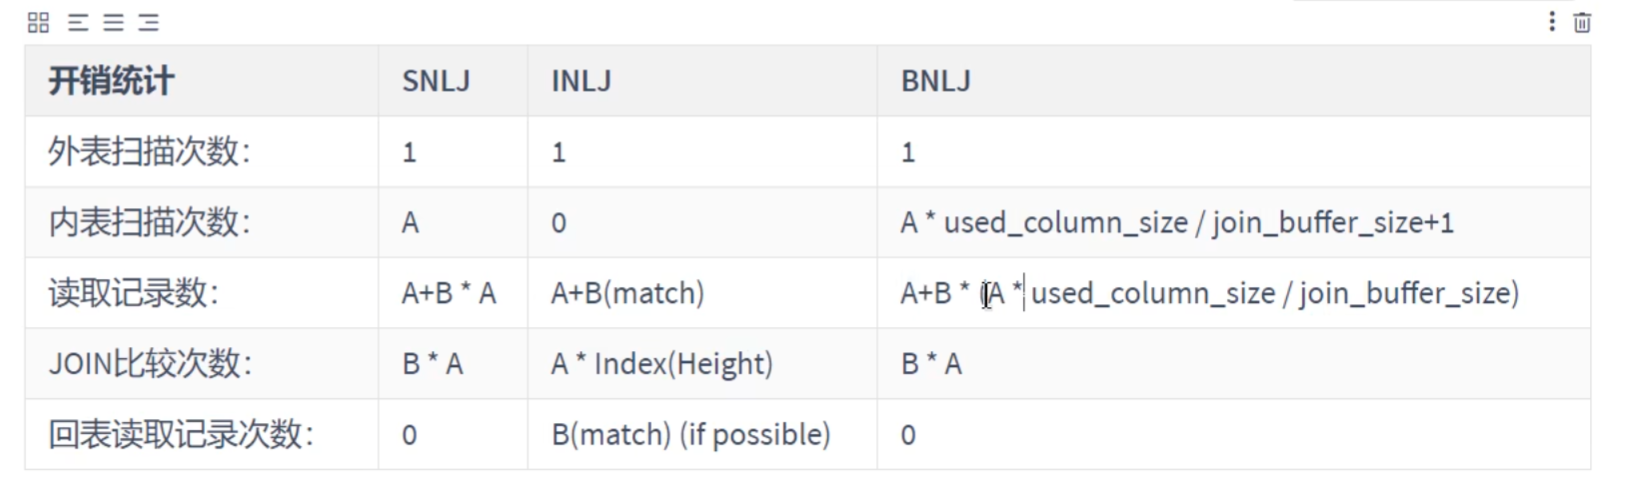 开销统计 SNLJ INLJ BNLJ
外表扫描次数： 1 1 1
内表扫描次数： A 0 A * used_column_size / join_buffer_size+1
读取记录数： A+B * A A+B(match) A+B * (A * used_column_size / join_buffer_size)
JOIN比较次数： B * A A * Index(Height) B * A
回表读取记录次数： 0 B(match) (if possible) 0